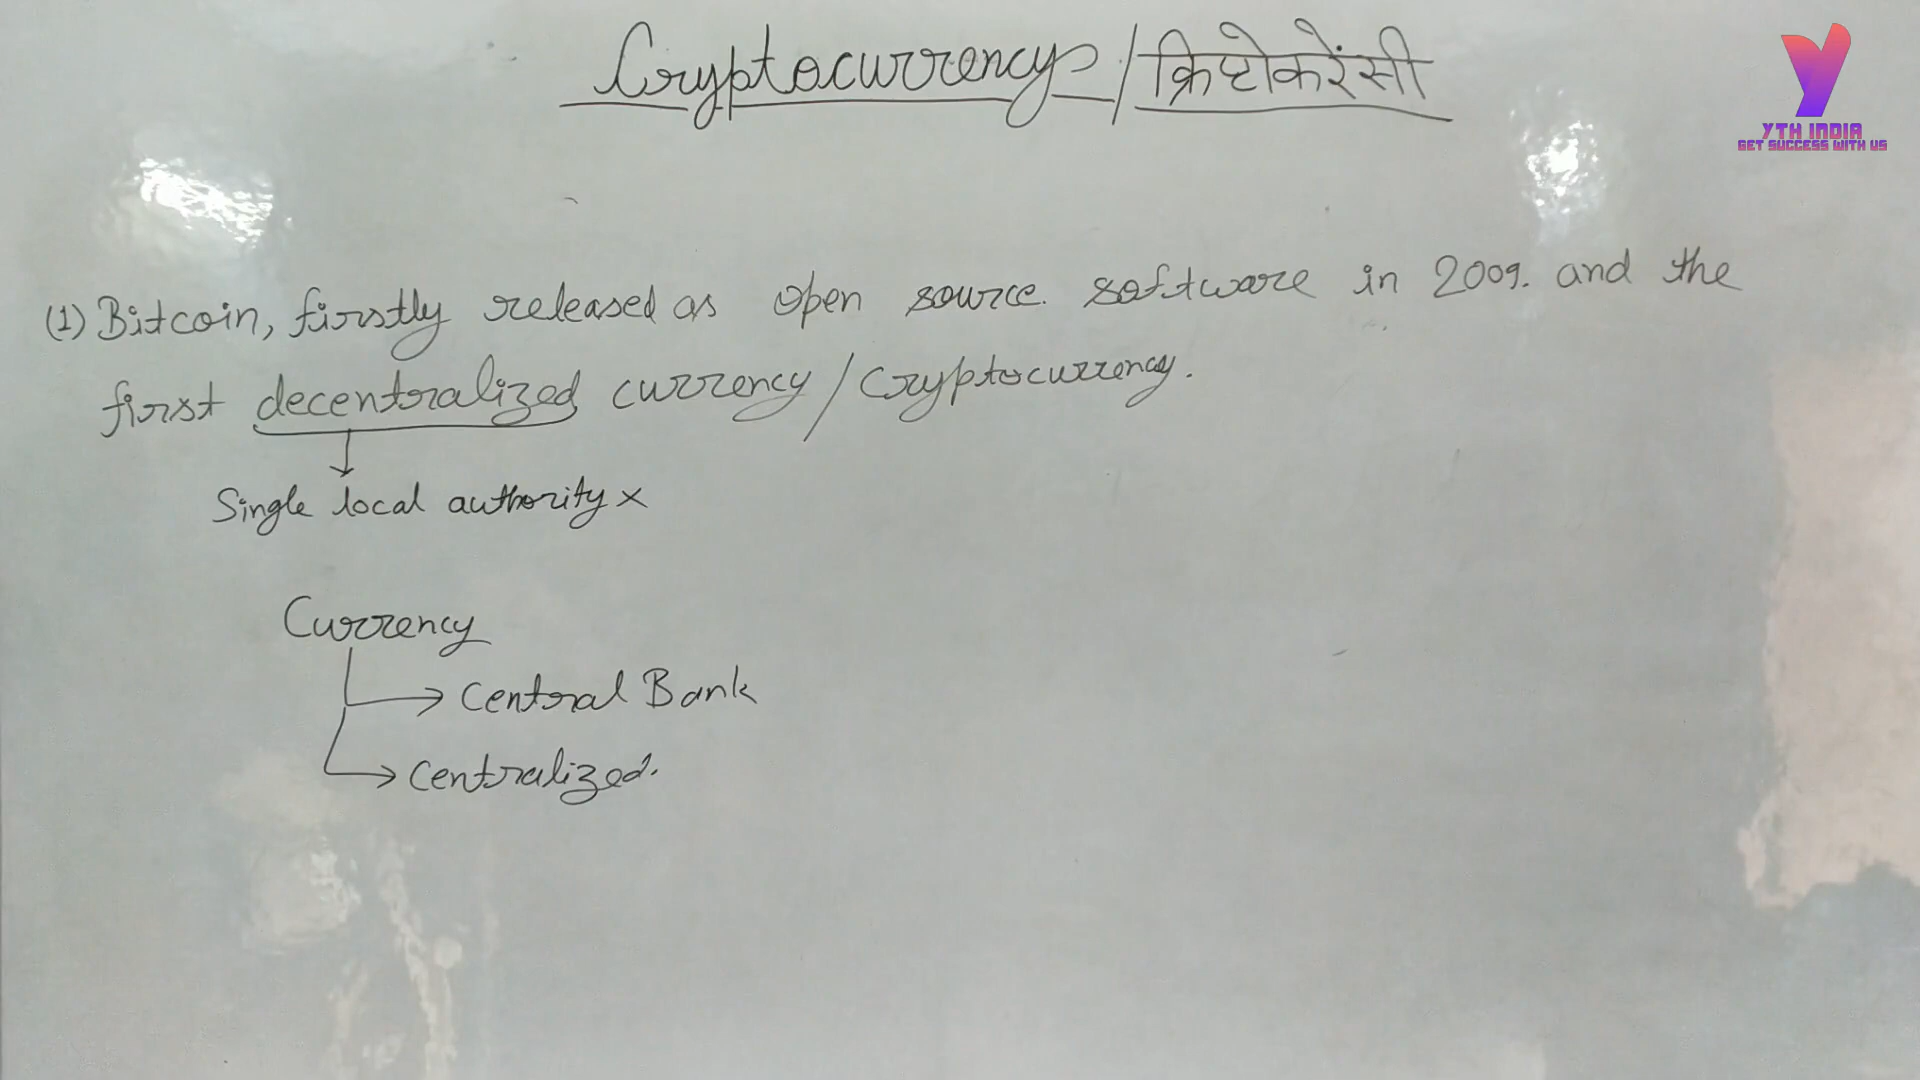 Cryptocurrency / क्रिप्टोकरेंसी
YTH INDIA
GET SUCCESS WITH US
(1) Bitcoin, firstly released as open source. software in 2009. and the
first decentralized currency / Cryptocurrency.
Single local authority ×
Currency
→ Central Bank
→ Centralized.